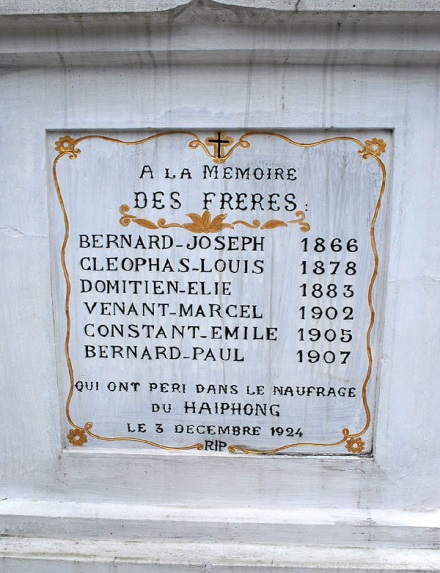 A LA MEMOIRE
DES FRERES:
BERNARD-JOSEPH 1866
CLEOPHAS-LOUIS 1878
DOMITIEN-ELIE 1883
VENANT-MARCEL 1902
CONSTANT-EMILE 1905
BERNARD-PAUL 1907
QUI ONT PERI DANS LE NAUFRAGE
DU HAIPHONG
LE 3 DECEMBRE 1924
RIP